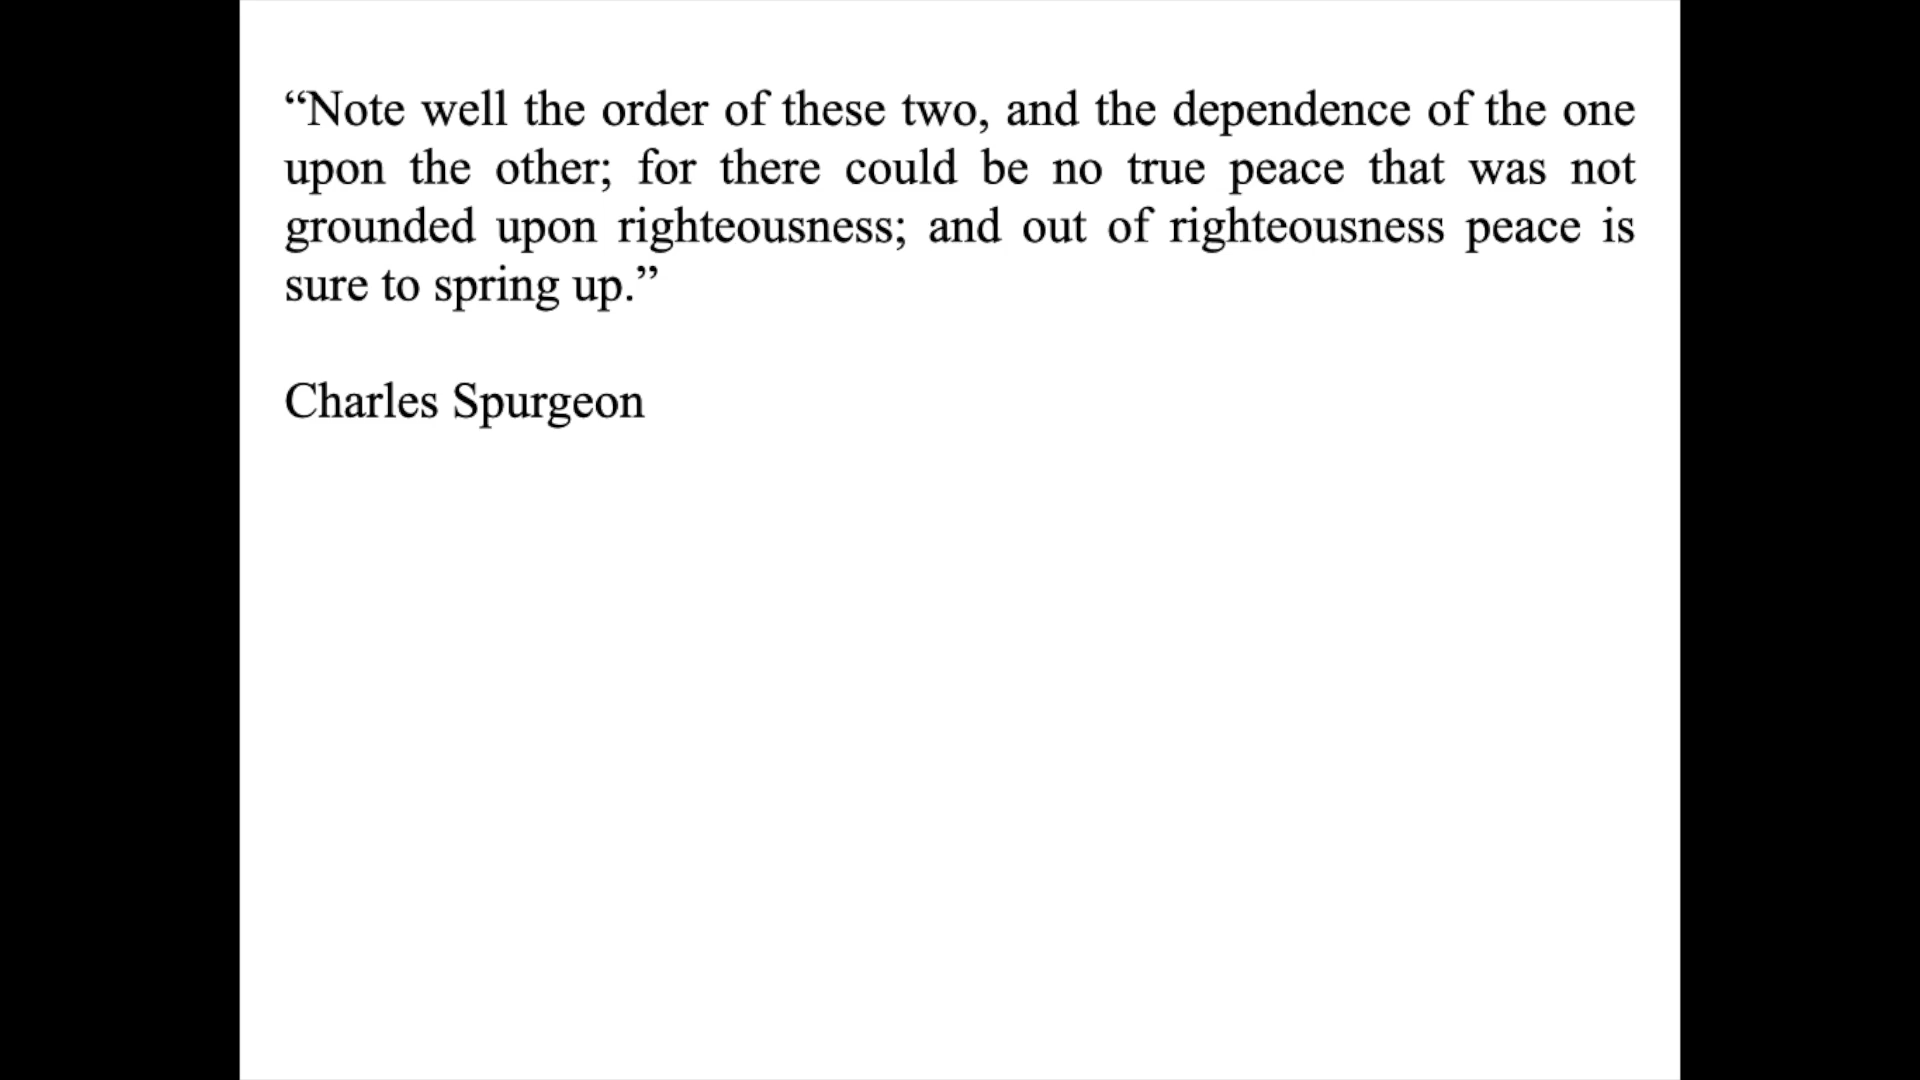 “Note well the order of these two, and the dependence of the one
upon the other; for there could be no true peace that was not
grounded upon righteousness; and out of righteousness peace is
sure to spring up.”
Charles Spurgeon